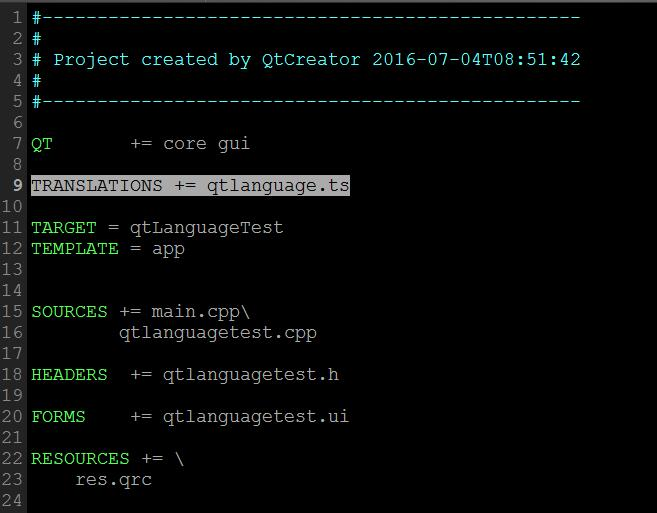 1 #-------------------------------------------------
2 #
3 # Project created by QtCreator 2016-07-04T08:51:42
4 #
5 #-------------------------------------------------
6
7 QT       += core gui
8
9 TRANSLATIONS += qtlanguage.ts
10
11 TARGET = qtLanguageTest
12 TEMPLATE = app
13
14
15 SOURCES += main.cpp\
16         qtlanguagetest.cpp
17
18 HEADERS  += qtlanguagetest.h
19
20 FORMS    += qtlanguagetest.ui
21
22 RESOURCES += \
23     res.qrc
24